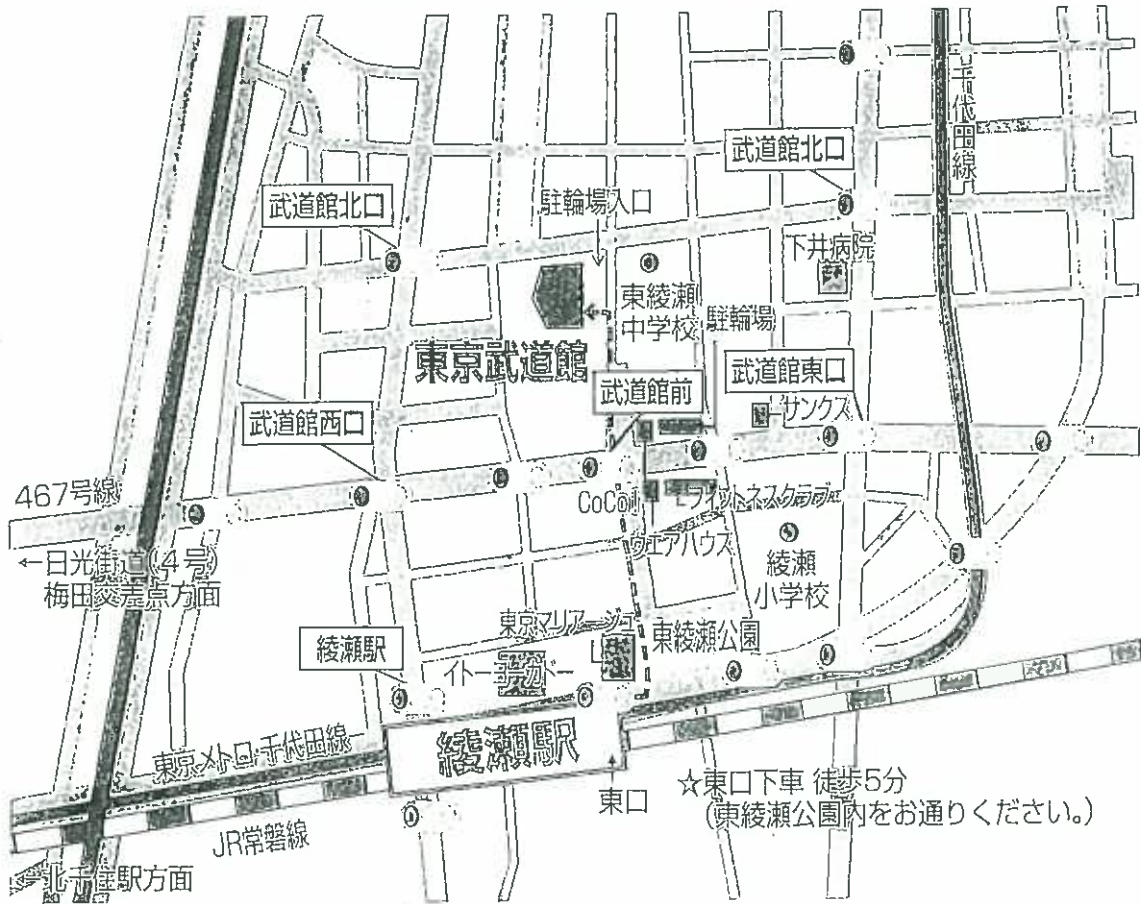 千代田線
武道館北口
武道館北口
駐輪場入口
下井病院
東綾瀬
中学校
駐輪場
東京武道館
武道館前
武道館東口
サンクス
武道館西口
467号線
CoCo1
フィットネスクラブ
ウエアハウス
←日光街道(4号)
梅田交差点方面
綾瀬
小学校
東京マリアージュ
東綾瀬公園
綾瀬駅
イトーヨーカドー
綾瀬駅
東京メトロ千代田線
東口
☆東口下車 徒歩5分
(東綾瀬公園内をお通りください。)
JR常磐線
←北千住駅方面